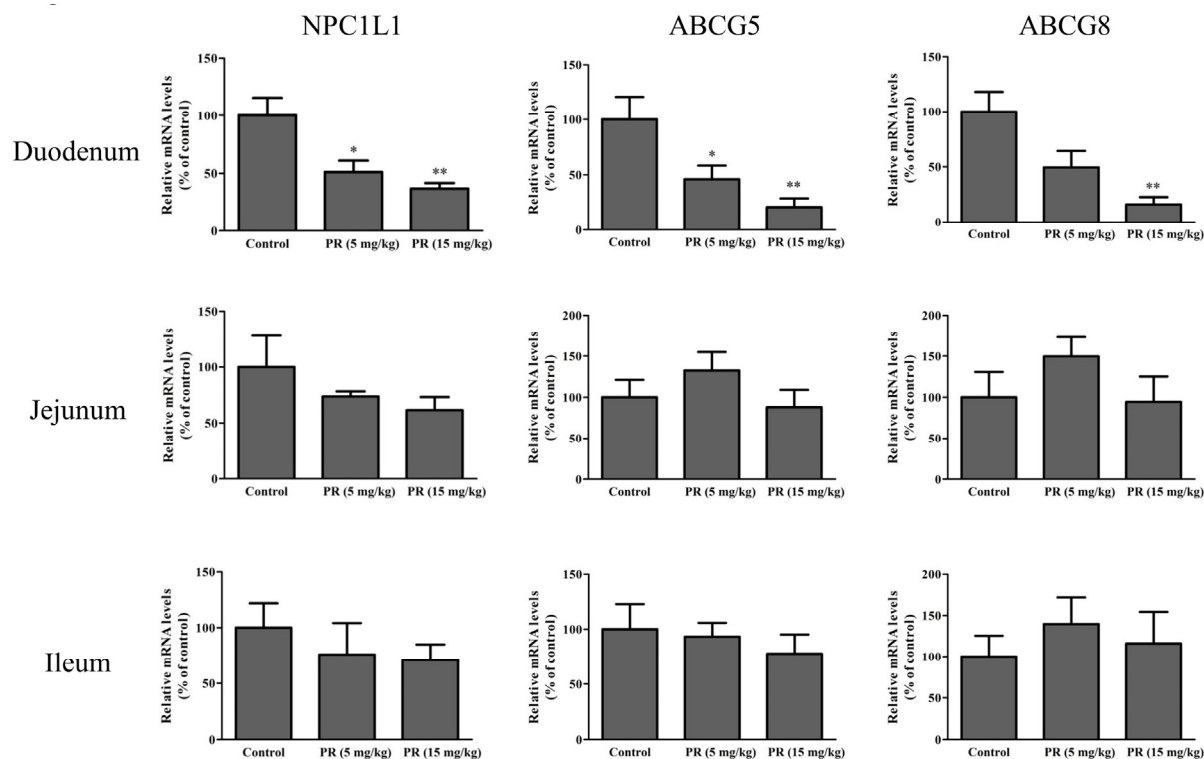 NPC1L1 ABCG5 ABCG8
Duodenum
Relative mRNA levels
(% of control)
150
100
50
0
*
**
Control PR (5 mg/kg) PR (15 mg/kg)
Relative mRNA levels
(% of control)
150
100
50
0
*
**
Control PR (5 mg/kg) PR (15 mg/kg)
Relative mRNA levels
(% of control)
150
100
50
0
**
Control PR (5 mg/kg) PR (15 mg/kg)
Jejunum
Relative mRNA levels
(% of control)
150
100
50
0
Control PR (5 mg/kg) PR (15 mg/kg)
Relative mRNA levels
(% of control)
200
150
100
50
0
Control PR (5 mg/kg) PR (15 mg/kg)
Relative mRNA levels
(% of control)
200
150
100
50
0
Control PR (5 mg/kg) PR (15 mg/kg)
Ileum
Relative mRNA levels
(% of control)
150
100
50
0
Control PR (5 mg/kg) PR (15 mg/kg)
Relative mRNA levels
(% of control)
150
100
50
0
Control PR (5 mg/kg) PR (15 mg/kg)
Relative mRNA levels
(% of control)
200
150
100
50
0
Control PR (5 mg/kg) PR (15 mg/kg)